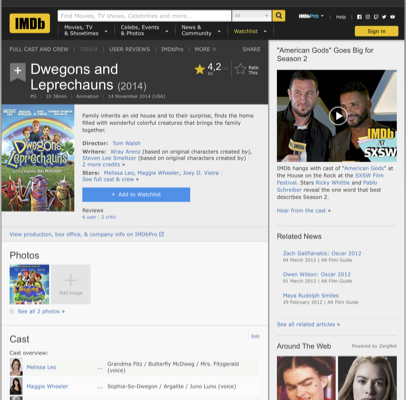 IMDb
Find Movies, TV shows, Celebrities and more...
All
IMDbPro
Help
Movies, TV
& Showtimes
Celebs, Events
& Photos
News &
Community
Watchlist
Sign in
FULL CAST AND CREW | TRIVIA | USER REVIEWS | IMDbPro | MORE
SHARE
Dwegons and
Leprechauns (2014)
4,2
Rate
This
PG | 1h 38min | Animation | 14 November 2014 (USA)
Family inherits an old house and to their surprise, finds the home
filled with wonderful colorful creatures that brings the family
together.
Director: Tom Walsh
Writers: Wray Arenz (based on original characters created by),
Steven Lee Smeltzer (based on original characters created by) |
2 more credits »
Stars: Melissa Leo, Maggie Wheeler, Joey D. Vieira |
See full cast & crew »
+ Add to Watchlist
Reviews
6 user | 2 critic
Dwegons
Leprechauns
View production, box office, & company info on IMDbPro
Photos
Add Image
See all 2 photos »
Cast
Edit
Cast overview:
Melissa Leo ... Grandma Fitz / Butterfly McDweg / Mrs. Fitzgerald
(voice)
Maggie Wheeler ... Sophia-So-Dwegon / Argalite / Juno Luno (voice)
"American Gods" Goes Big for
Season 2
IMDb
at
SXSW
IMDb hangs with cast of "American Gods" at
the House on the Rock at the SXSW Film
Festival. Stars Ricky Whittle and Pablo
Schreiber reveal the one word that best
describes Season 2.
Hear from the cast »
Related News
Zach Galifianakis: Oscar 2012
04 March 2012 | Alt Film Guide
Owen Wilson: Oscar 2012
01 March 2012 | Alt Film Guide
Maya Rudolph Smiles
29 February 2012 | Alt Film Guide
See all related articles »
Around The Web | Powered by ZergNet